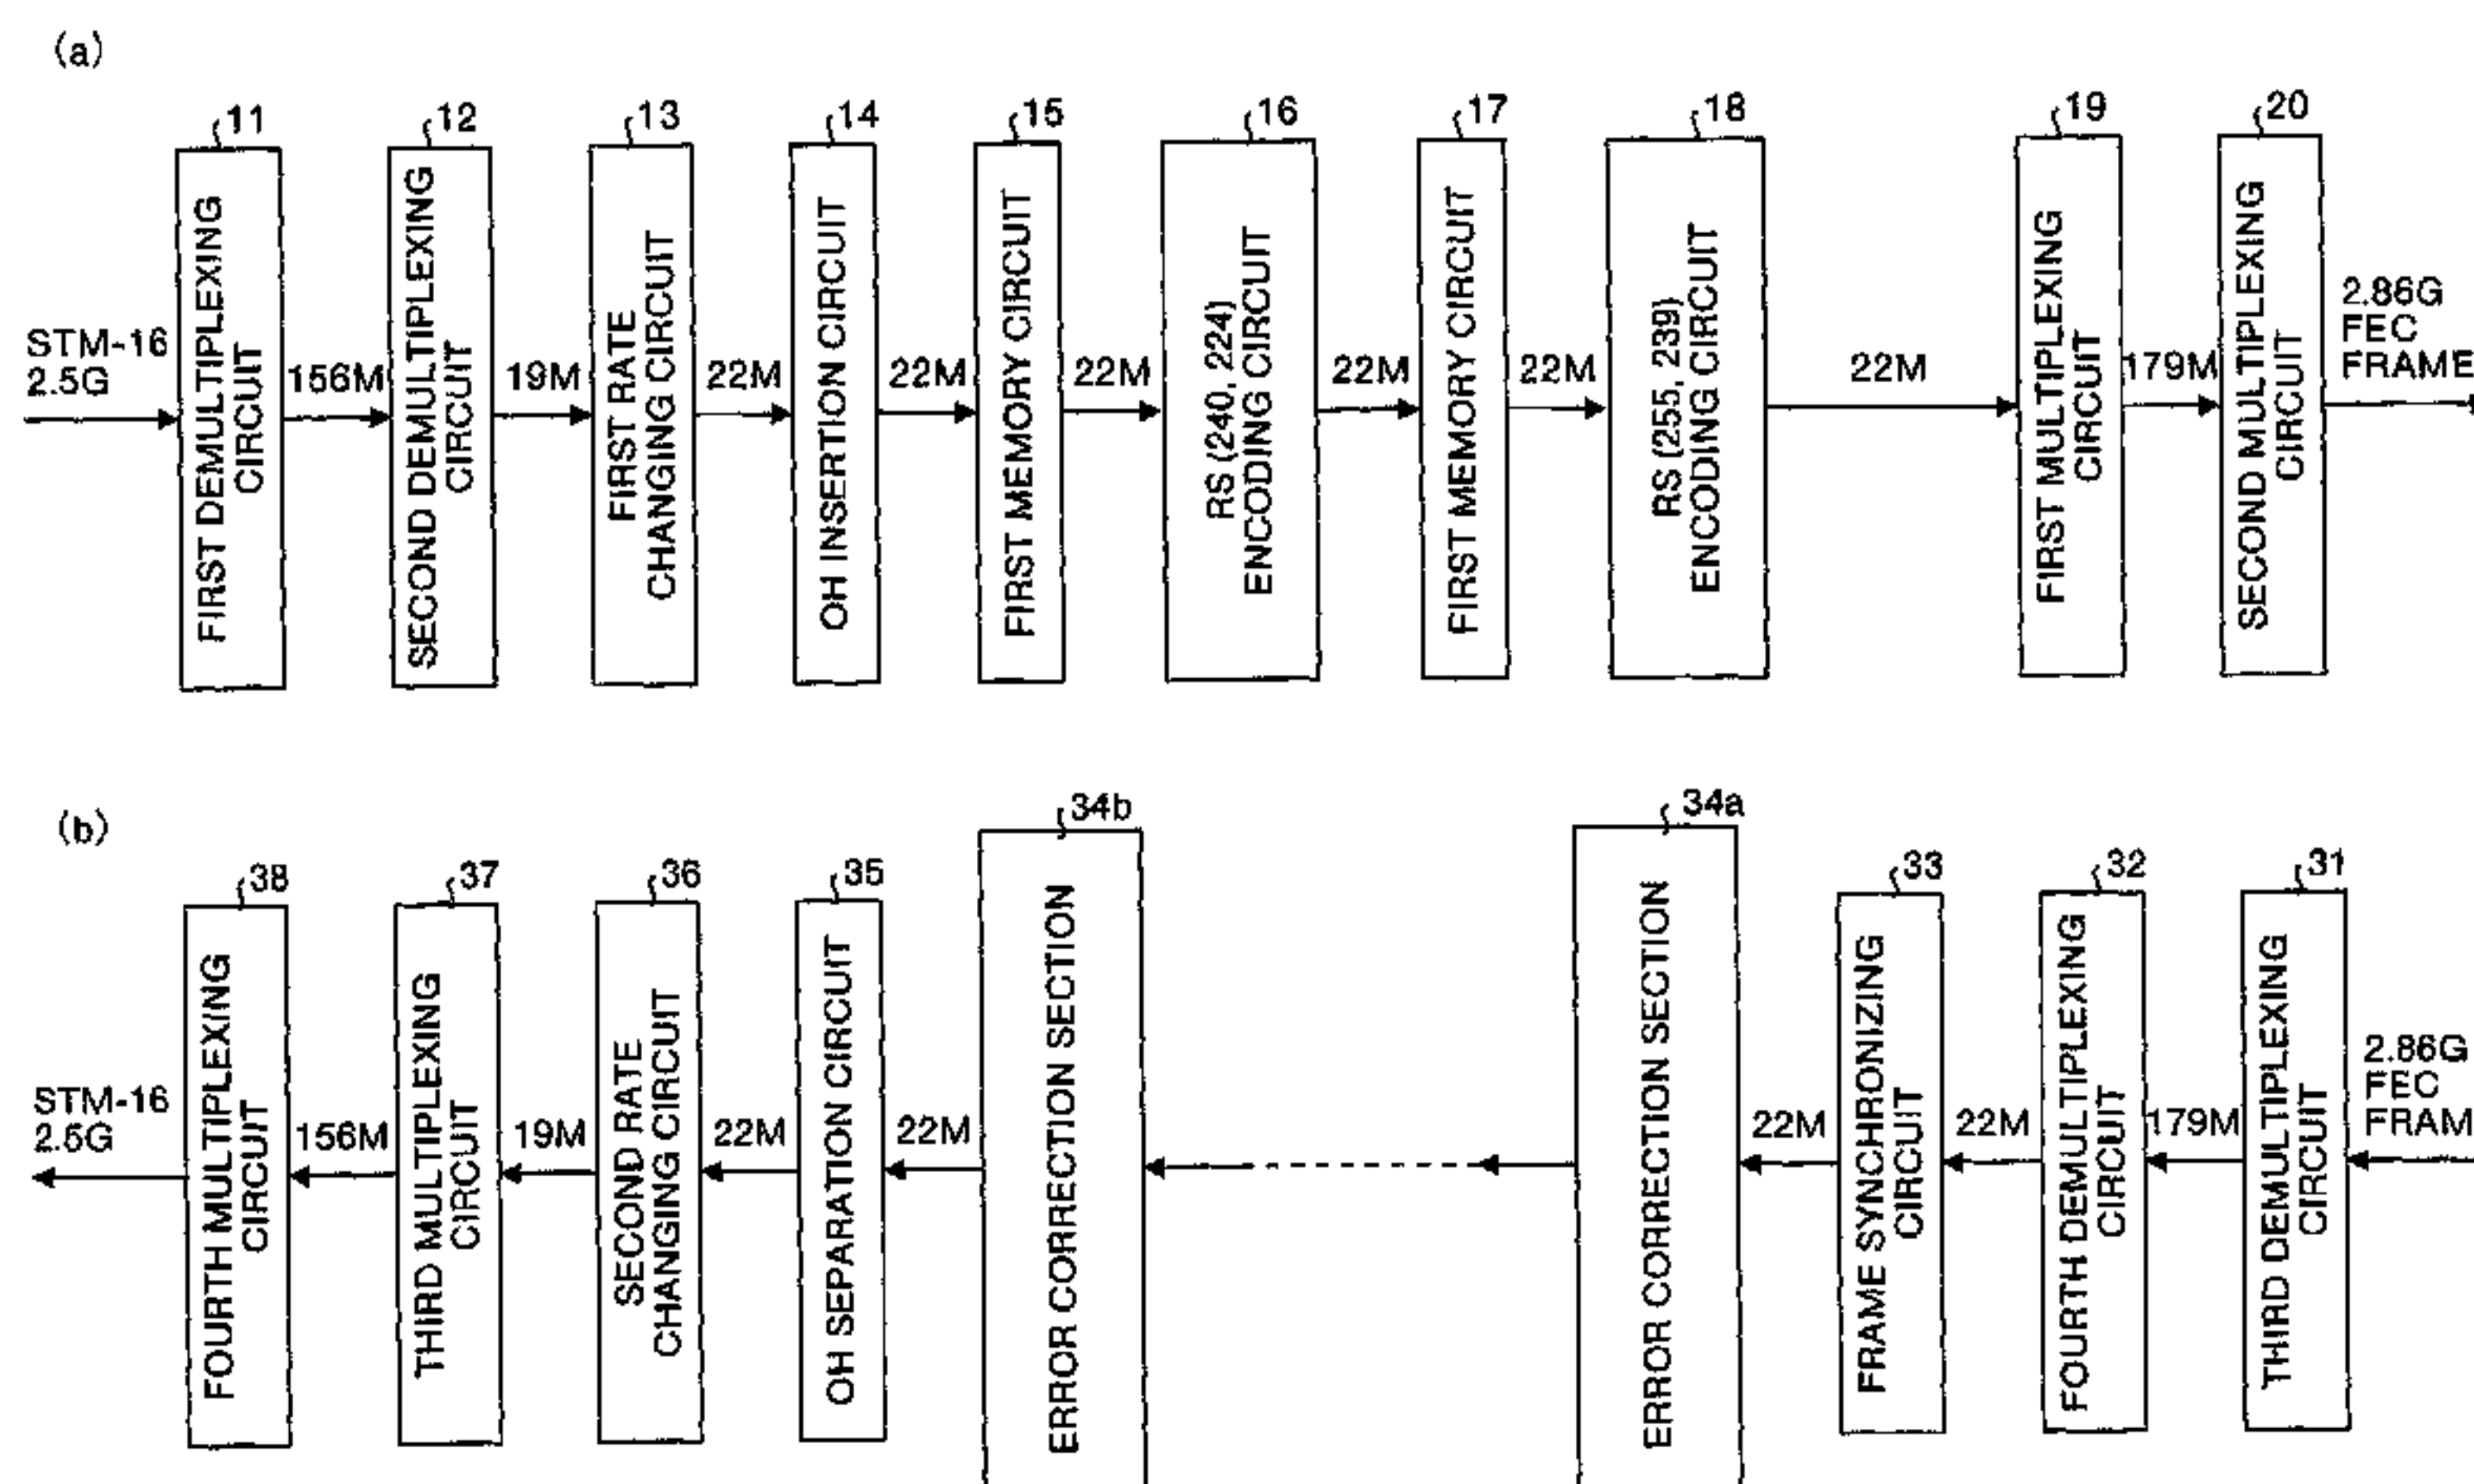 (a)
11
12
13
14
15
16
17
18
19
20
STM-16
2.5G
FIRST DEMULTIPLEXING
CIRCUIT
156M
SECOND DEMULTIPLEXING
CIRCUIT
19M
FIRST RATE
CHANGING CIRCUIT
22M
OH INSERTION CIRCUIT
22M
FIRST MEMORY CIRCUIT
22M
RS (240, 224)
ENCODING CIRCUIT
22M
FIRST MEMORY CIRCUIT
22M
RS (255, 239)
ENCODING CIRCUIT
22M
FIRST MULTIPLEXING
CIRCUIT
179M
SECOND MULTIPLEXING
CIRCUIT
2.86G
FEC
FRAME
(b)
38
37
36
35
34b
34a
33
32
31
STM-16
2.5G
FOURTH MULTIPLEXING
CIRCUIT
156M
THIRD MULTIPLEXING
CIRCUIT
19M
SECOND RATE
CHANGING CIRCUIT
22M
OH SEPARATION CIRCUIT
22M
ERROR CORRECTION SECTION
ERROR CORRECTION SECTION
22M
FRAME SYNCHRONIZING
CIRCUIT
22M
FOURTH DEMULTIPLEXING
CIRCUIT
179M
THIRD DEMULTIPLEXING
CIRCUIT
2.86G
FEC
FRAM